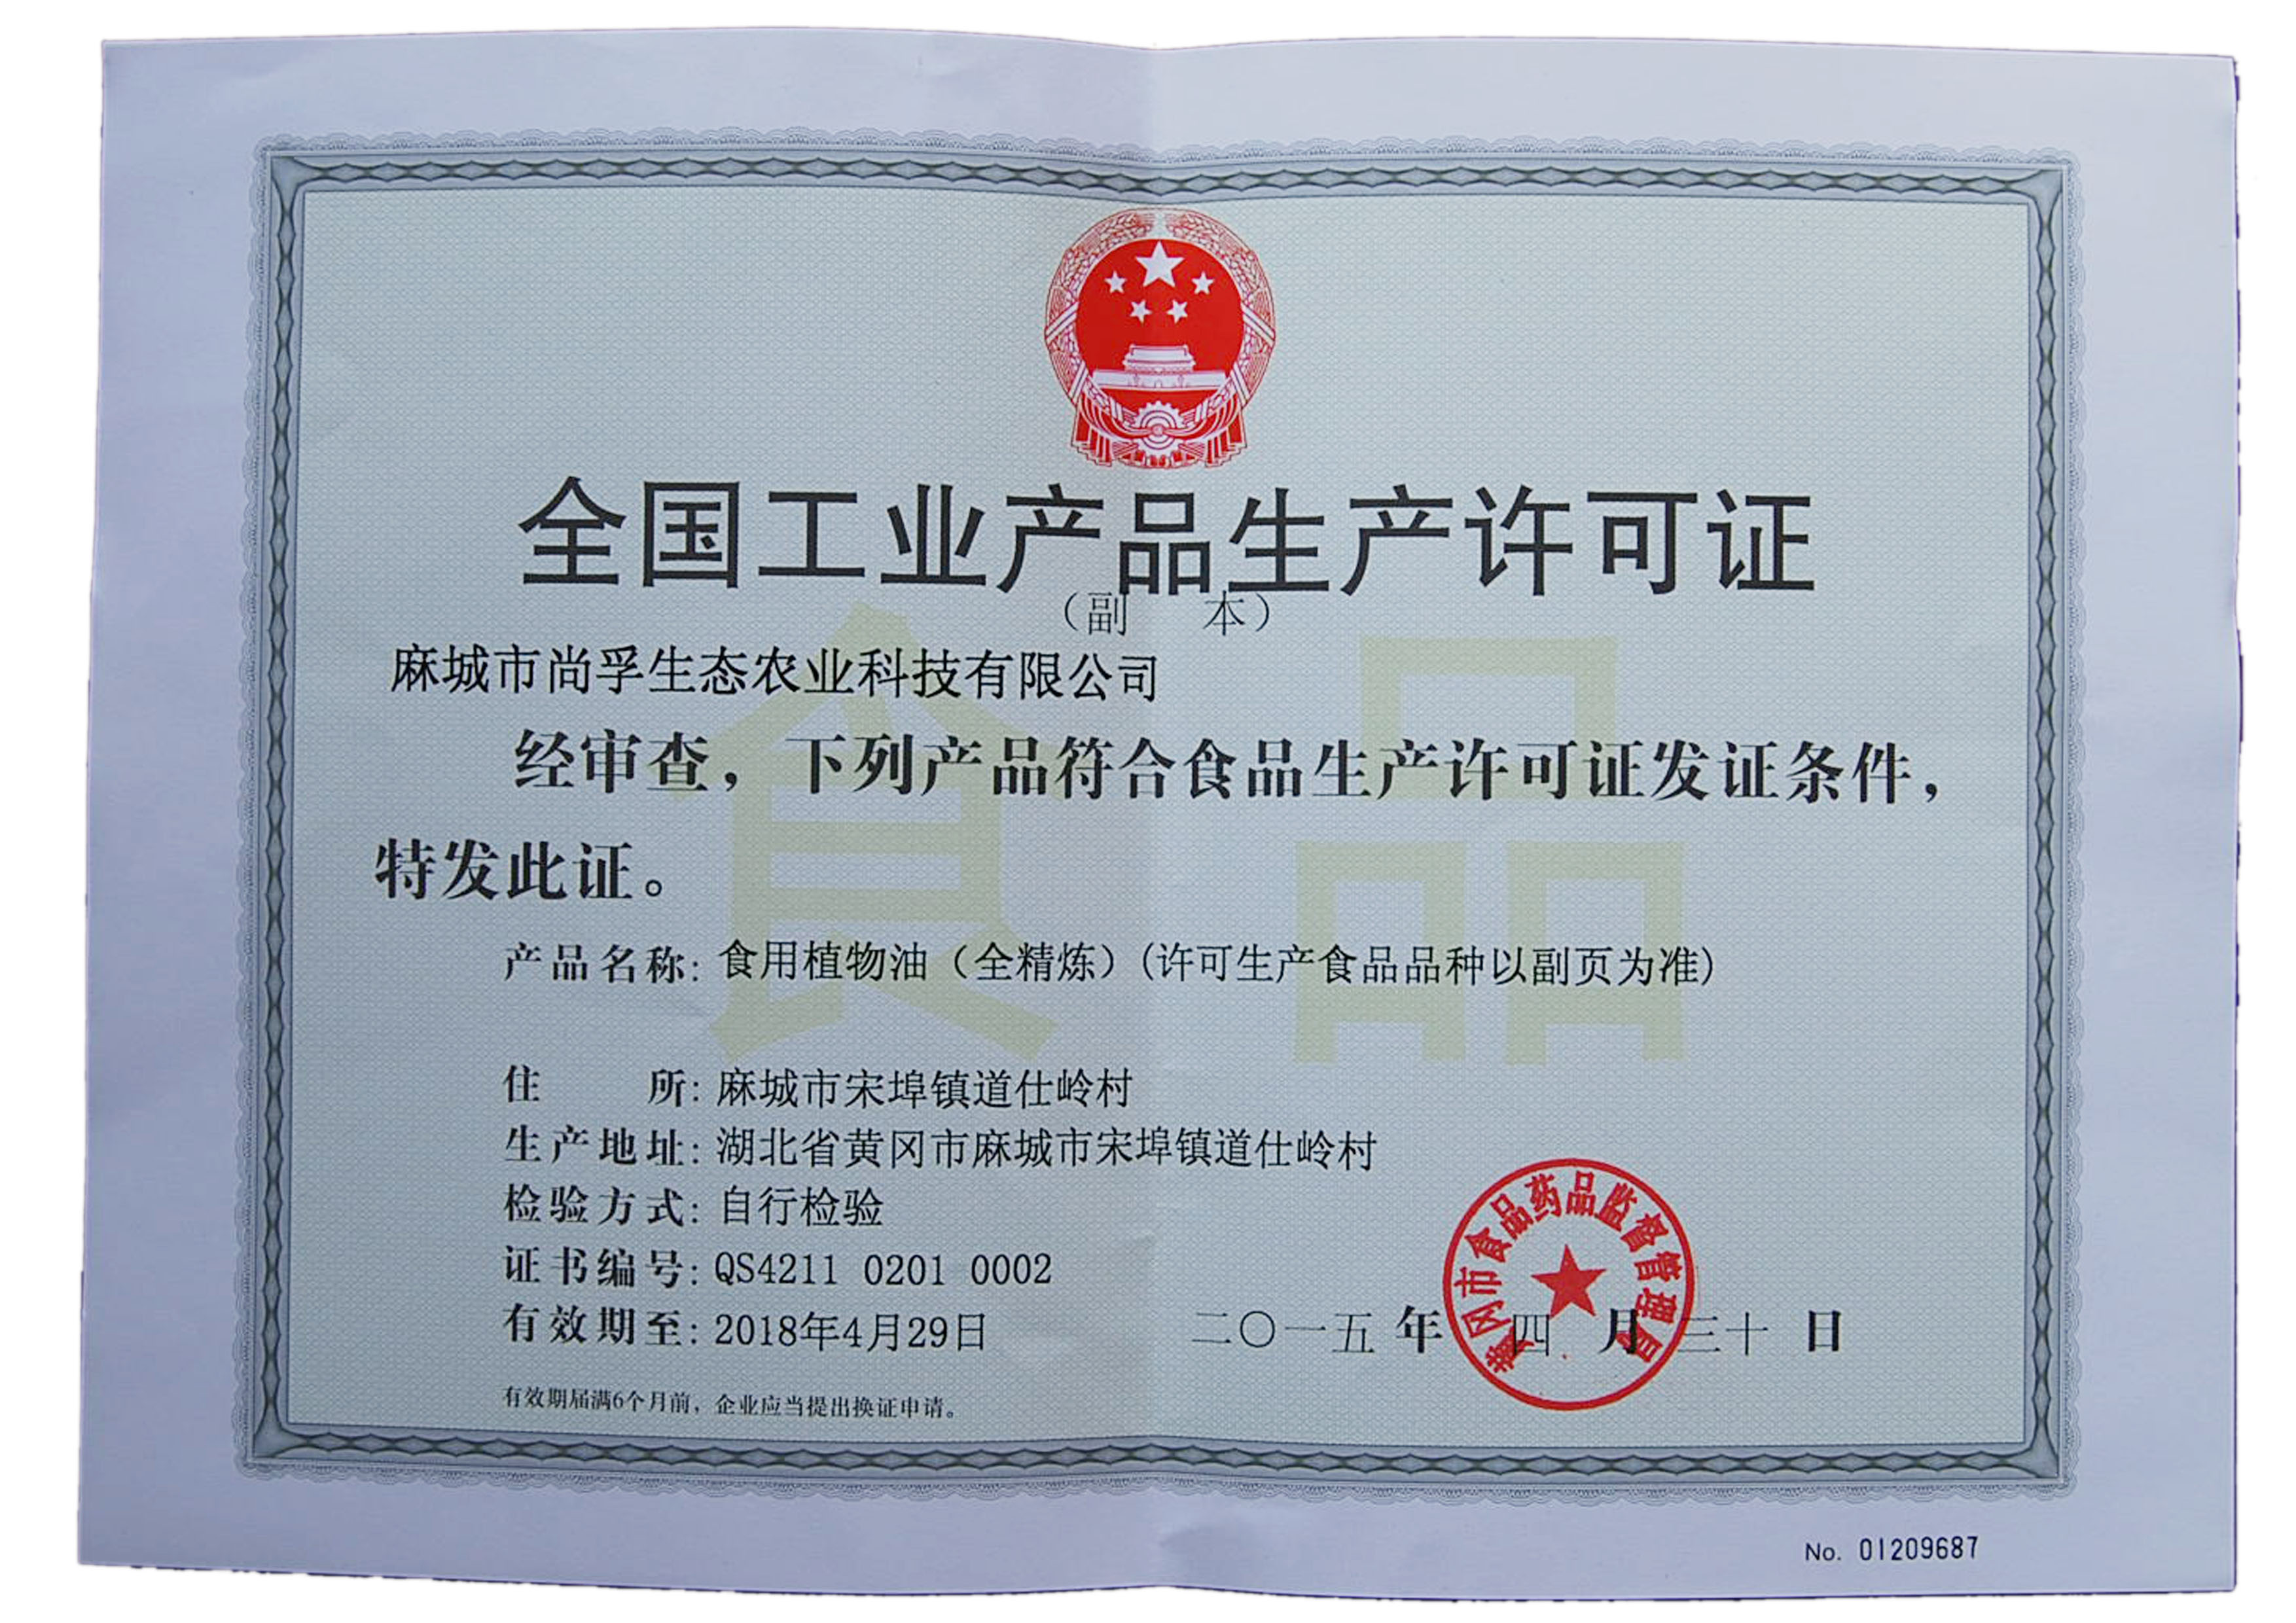 全国工业产品生产许可证
（副 本）
麻城市尚孚生态农业科技有限公司
经审查，下列产品符合食品生产许可证发证条件，
特发此证。
食品
产品名称：食用植物油（全精炼）(许可生产食品品种以副页为准)
住 所：麻城市宋埠镇道仕岭村
生产地址：湖北省黄冈市麻城市宋埠镇道仕岭村
检验方式：自行检验
证书编号：QS4211 0201 0002
有效期至：2018年4月29日
二〇一五 年 四 月 三十 日
黄冈市食品药品监督管理局
有效期届满6个月前，企业应当提出换证申请。
No. 01209687